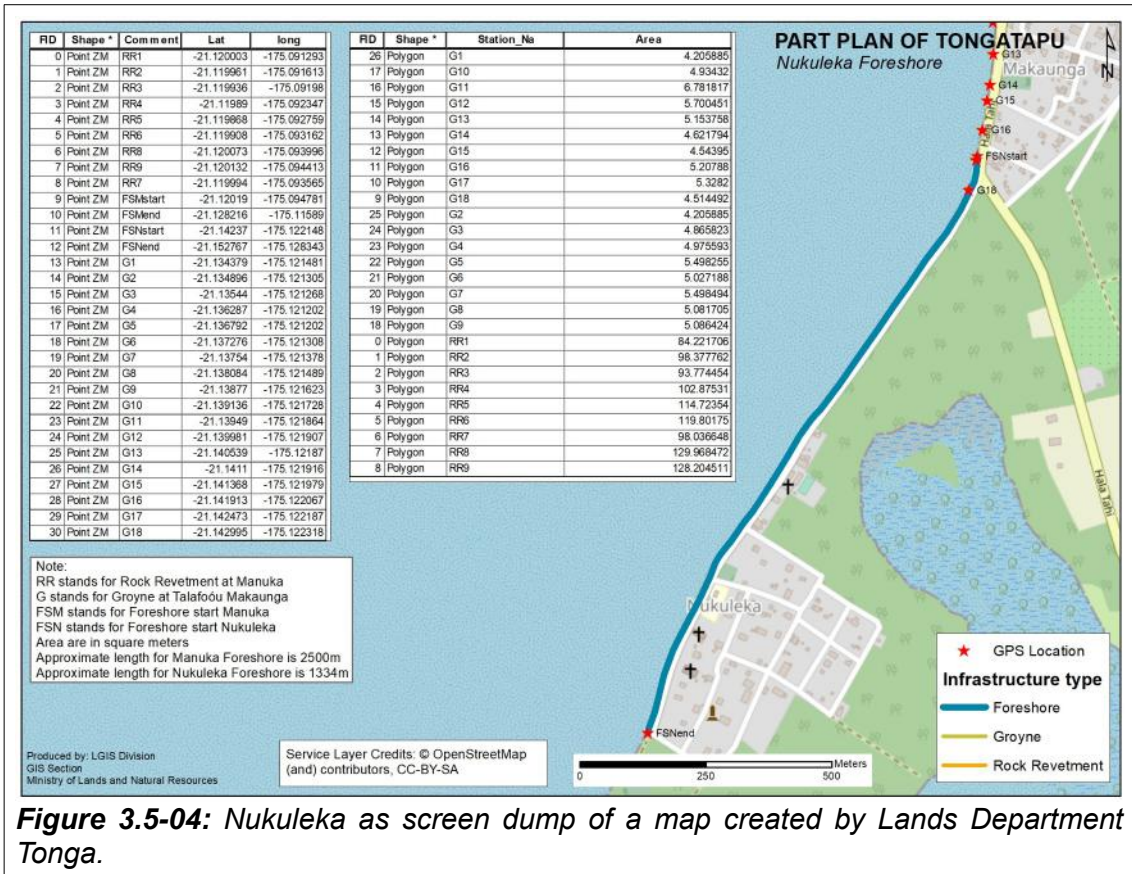 FID Shape * Comment Lat long
0 Point ZM RR1 -21.120003 -175.091293
1 Point ZM RR2 -21.119961 -175.091613
2 Point ZM RR3 -21.119936 -175.09198
3 Point ZM RR4 -21.11989 -175.092347
4 Point ZM RR5 -21.119868 -175.092759
5 Point ZM RR6 -21.119908 -175.093162
6 Point ZM RR8 -21.120073 -175.093996
7 Point ZM RR9 -21.120132 -175.094413
8 Point ZM RR7 -21.119994 -175.093565
9 Point ZM FSMstart -21.12019 -175.094781
10 Point ZM FSMend -21.128216 -175.11589
11 Point ZM FSNstart -21.14237 -175.122148
12 Point ZM FSNend -21.152767 -175.128343
13 Point ZM G1 -21.134379 -175.121481
14 Point ZM G2 -21.134896 -175.121305
15 Point ZM G3 -21.13544 -175.121268
16 Point ZM G4 -21.136287 -175.121202
17 Point ZM G5 -21.136792 -175.121202
18 Point ZM G6 -21.137276 -175.121308
19 Point ZM G7 -21.13754 -175.121378
20 Point ZM G8 -21.138084 -175.121489
21 Point ZM G9 -21.13877 -175.121623
22 Point ZM G10 -21.139136 -175.121728
23 Point ZM G11 -21.13949 -175.121864
24 Point ZM G12 -21.139981 -175.121907
25 Point ZM G13 -21.140539 -175.12187
26 Point ZM G14 -21.1411 -175.121916
27 Point ZM G15 -21.141368 -175.121979
28 Point ZM G16 -21.141913 -175.122067
29 Point ZM G17 -21.142473 -175.122187
30 Point ZM G18 -21.142995 -175.122318
FID Shape * Station_Na Area
26 Polygon G1 4.205885
17 Polygon G10 4.93432
16 Polygon G11 6.781817
15 Polygon G12 5.700451
14 Polygon G13 5.153758
13 Polygon G14 4.621794
12 Polygon G15 4.54395
11 Polygon G16 5.20788
10 Polygon G17 5.3282
9 Polygon G18 4.514492
25 Polygon G2 4.205885
24 Polygon G3 4.865823
23 Polygon G4 4.975593
22 Polygon G5 5.498255
21 Polygon G6 5.027188
20 Polygon G7 5.498494
19 Polygon G8 5.081705
18 Polygon G9 5.086424
0 Polygon RR1 84.221706
1 Polygon RR2 98.377762
2 Polygon RR3 93.774454
3 Polygon RR4 102.87531
4 Polygon RR5 114.72354
5 Polygon RR6 119.80175
6 Polygon RR7 98.036648
7 Polygon RR8 129.968472
8 Polygon RR9 128.204511
PART PLAN OF TONGATAPU
Nukuleka Foreshore
N
G13
Makaunga
G14
G15
Hala Tahi
G16
FSNstart
G18
Hala Tahi
Nukuleka
FSNend
Note:
RR stands for Rock Revetment at Manuka
G stands for Groyne at Talafoóu Makaunga
FSM stands for Foreshore start Manuka
FSN stands for Foreshore start Nukuleka
Area are in square meters
Approximate length for Manuka Foreshore is 2500m
Approximate length for Nukuleka Foreshore is 1334m
GPS Location
Infrastructure type
Foreshore
Groyne
Rock Revetment
Produced by: LGIS Division
GIS Section
Ministry of Lands and Natural Resources
Service Layer Credits: © OpenStreetMap
(and) contributors, CC-BY-SA
Meters
0 250 500
Figure 3.5-04: Nukuleka as screen dump of a map created by Lands Department
Tonga.